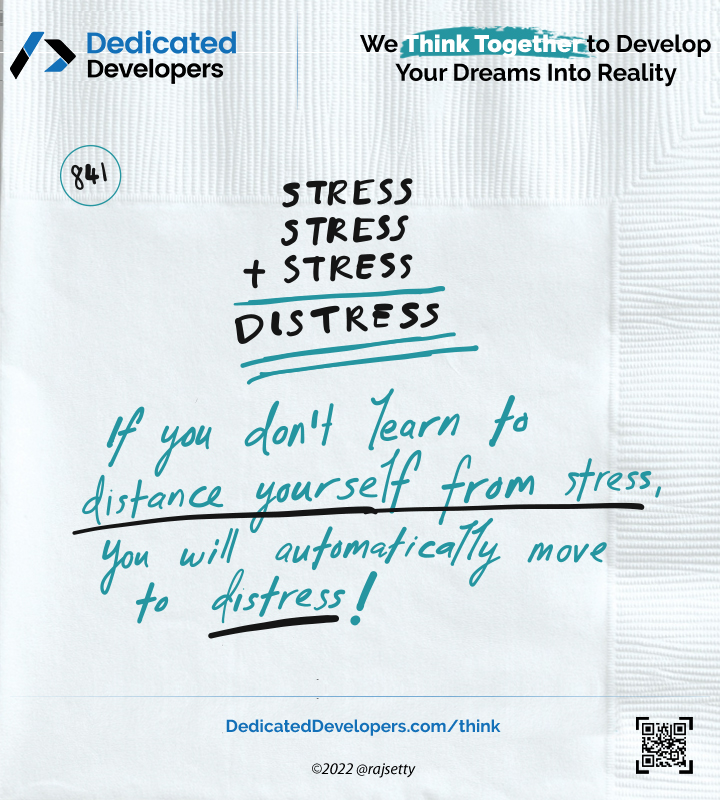 Dedicated
Developers
We Think Together to Develop
Your Dreams Into Reality
841
STRESS
STRESS
+ STRESS
DISTRESS
If you don't learn to
distance yourself from stress,
you will automatically move
to distress!
DedicatedDevelopers.com/think
©2022 @rajsetty